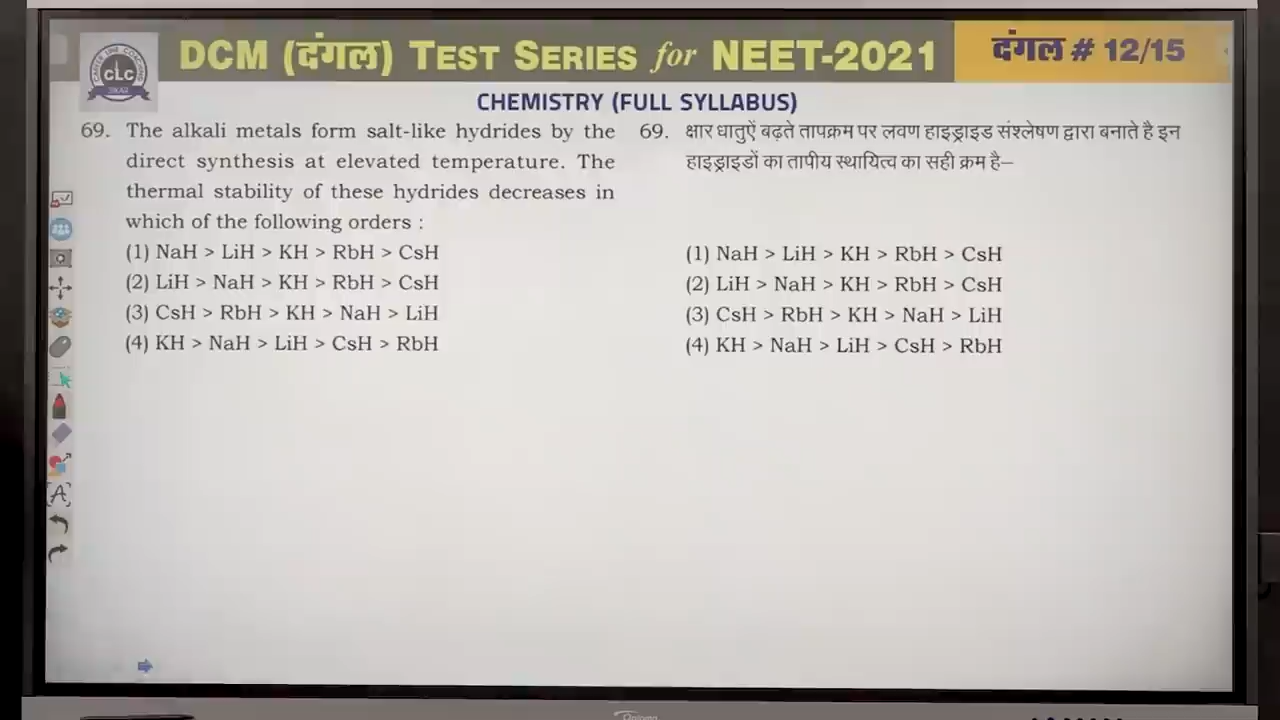 DCM (दंगल) TEST SERIES for NEET-2021
दंगल # 12/15
CLC
SIKAR
CHEMISTRY (FULL SYLLABUS)
69. The alkali metals form salt-like hydrides by the
direct synthesis at elevated temperature. The
thermal stability of these hydrides decreases in
which of the following orders :
(1) NaH > LiH > KH > RbH > CsH
(2) LiH > NaH > KH > RbH > CsH
(3) CsH > RbH > KH > NaH > LiH
(4) KH > NaH > LiH > CsH > RbH
69. क्षार धातुऐं बढ़ते तापक्रम पर लवण हाइड्राइड संश्लेषण द्वारा बनाते है इन
हाइड्राइडों का तापीय स्थायित्व का सही क्रम है–
(1) NaH > LiH > KH > RbH > CsH
(2) LiH > NaH > KH > RbH > CsH
(3) CsH > RbH > KH > NaH > LiH
(4) KH > NaH > LiH > CsH > RbH